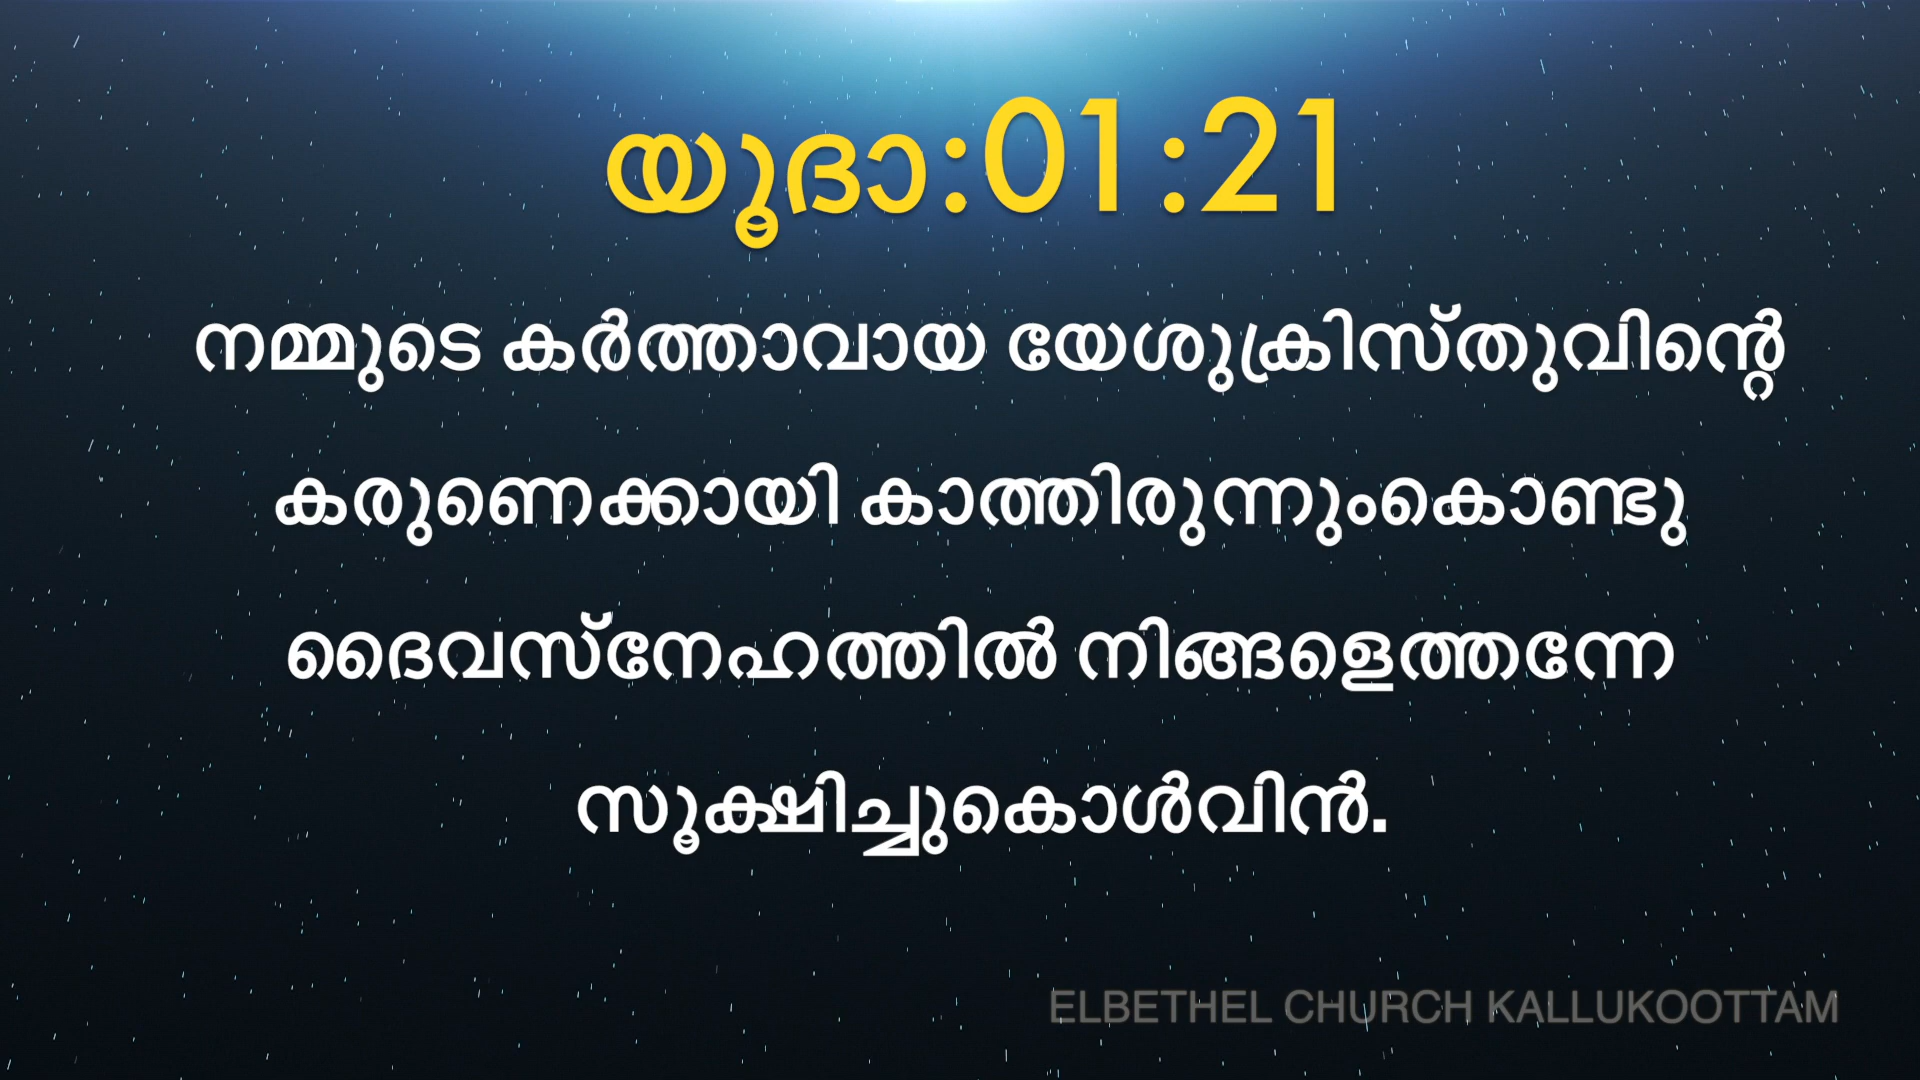 യൂദാ:01:21
നമ്മുടെ കർത്താവായ യേശുക്രിസ്തുവിന്റെ
കരുണെക്കായി കാത്തിരുന്നുംകൊണ്ടു
ദൈവസ്നേഹത്തിൽ നിങ്ങളെത്തന്നേ
സൂക്ഷിച്ചുകൊൾവിൻ.
ELBETHEL CHURCH KALLUKOOTTAM